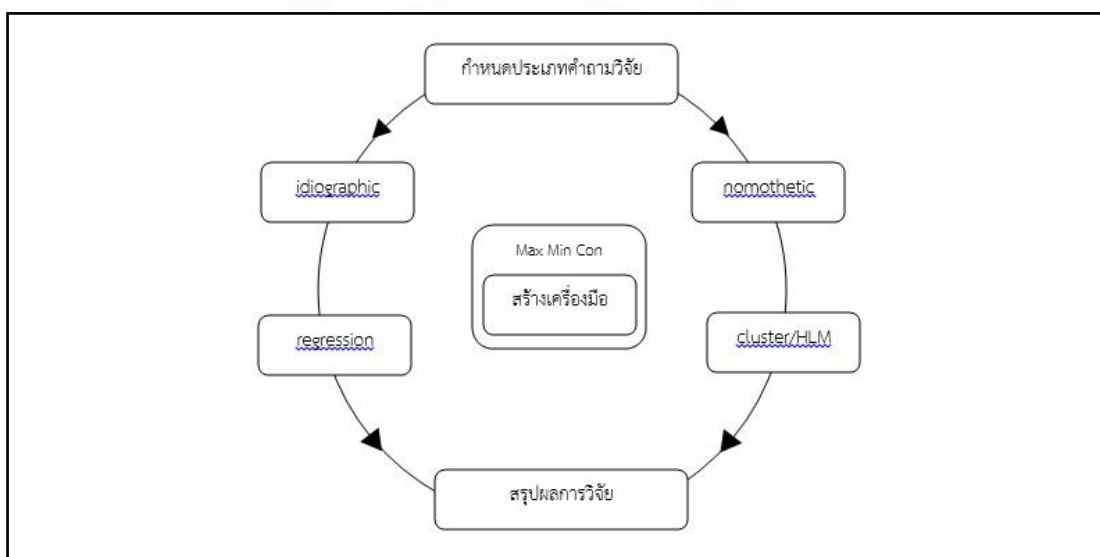 กำหนดประเภทคำถามวิจัย
idiographic
nomothetic
Max Min Con
สร้างเครื่องมือ
regression
cluster/HLM
สรุปผลการวิจัย